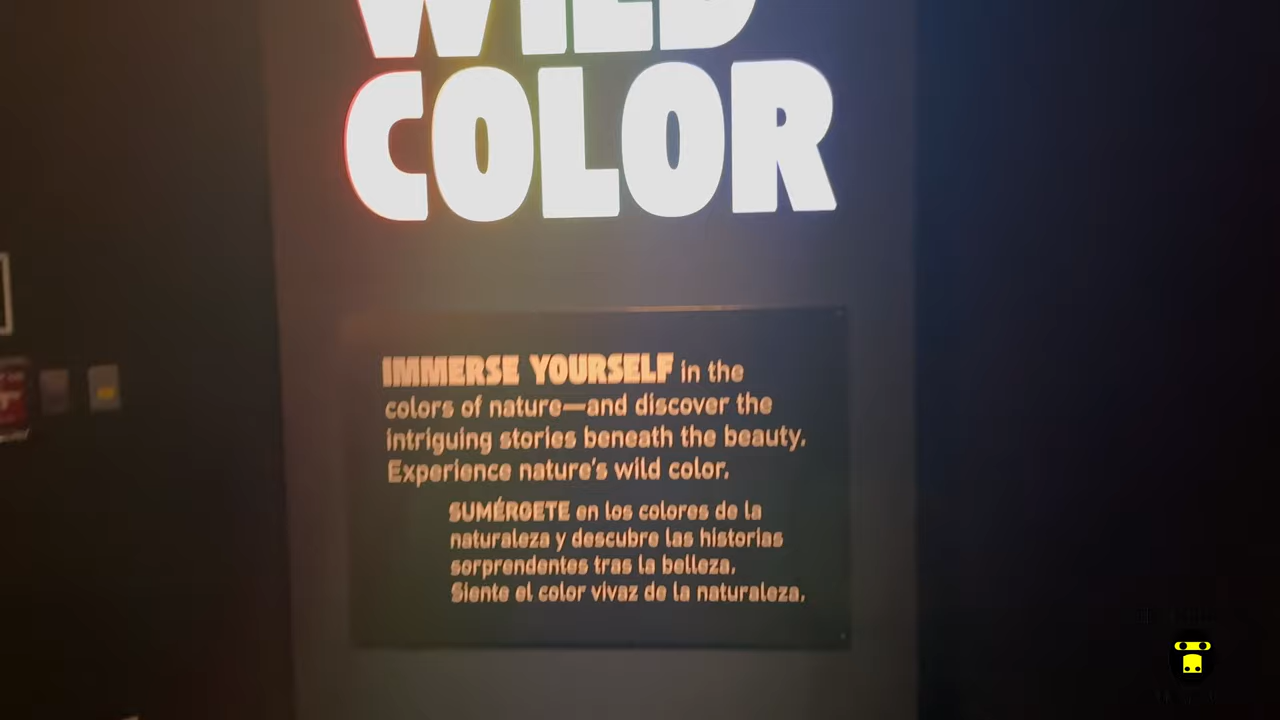 WILD
COLOR
IMMERSE YOURSELF in the
colors of nature—and discover the
intriguing stories beneath the beauty.
Experience nature's wild color.
SUMÉRGETE en los colores de la
naturaleza y descubre las historias
sorprendentes tras la belleza.
Siente el color vivaz de la naturaleza.